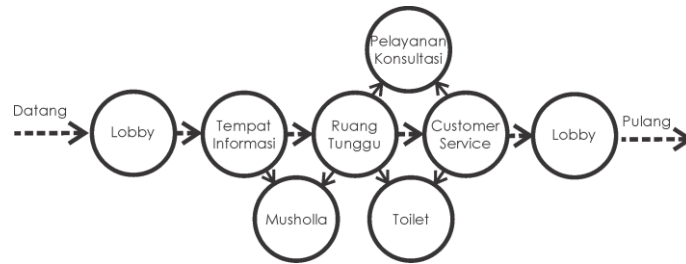 Pelayanan
Konsultasi
Datang
Lobby
Tempat
Informasi
Ruang
Tunggu
Customer
Service
Lobby
Pulang
Musholla
Toilet